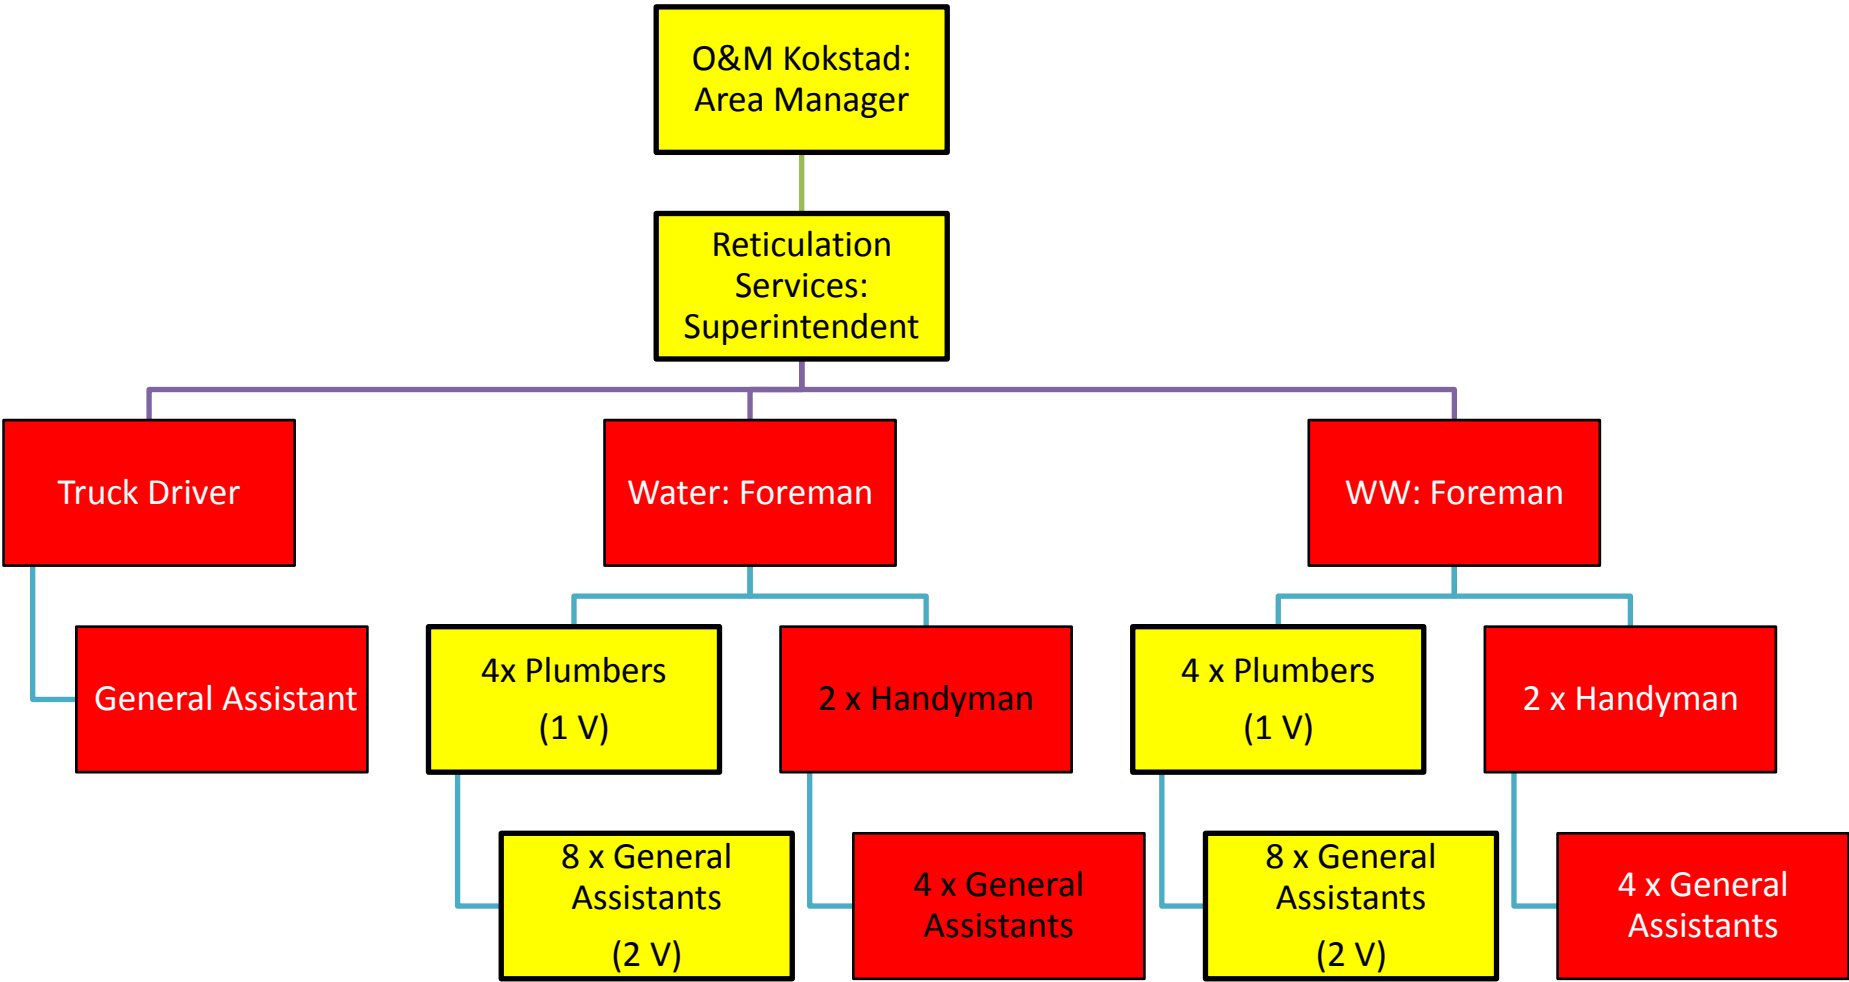 O&M Kokstad:
Area Manager
Reticulation
Services:
Superintendent
Truck Driver
Water: Foreman
WW: Foreman
General Assistant
4x Plumbers
(1 V)
2 x Handyman
4 x Plumbers
(1 V)
2 x Handyman
8 x General
Assistants
(2 V)
4 x General
Assistants
8 x General
Assistants
(2 V)
4 x General
Assistants